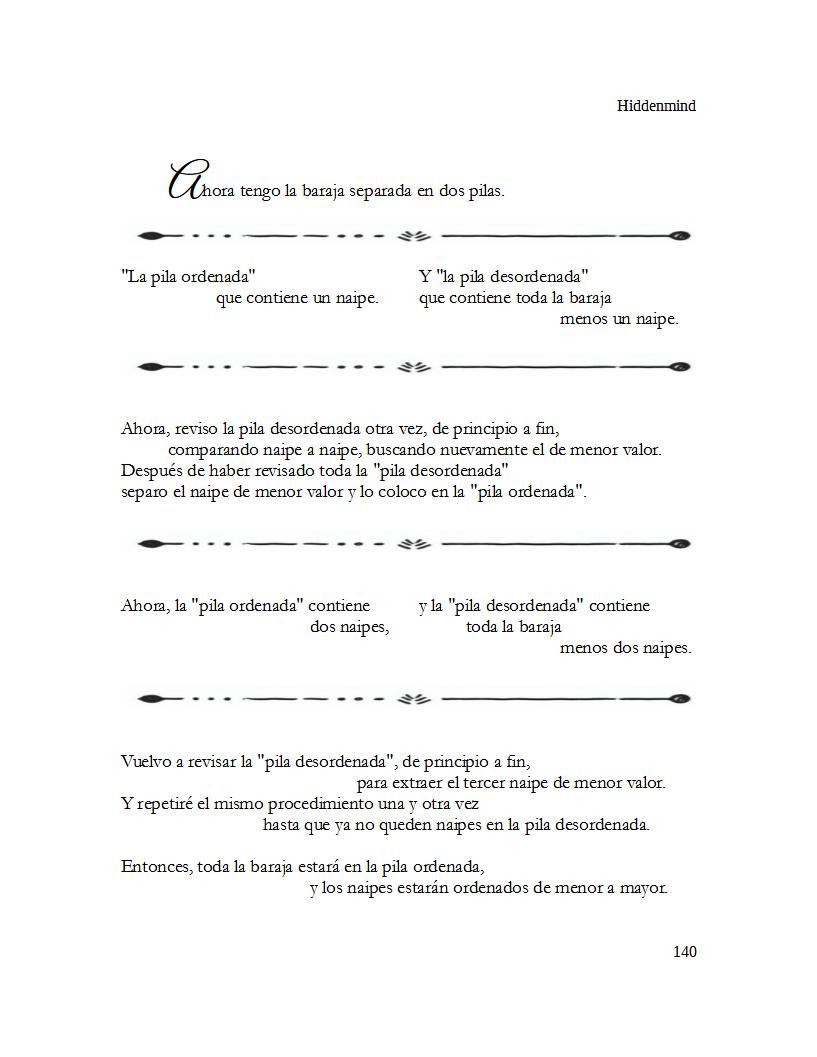 Hiddenmind
Ahora tengo la baraja separada en dos pilas.
"La pila ordenada"
que contiene un naipe.
Y "la pila desordenada"
que contiene toda la baraja
menos un naipe.
Ahora, reviso la pila desordenada otra vez, de principio a fin,
comparando naipe a naipe, buscando nuevamente el de menor valor.
Después de haber revisado toda la "pila desordenada"
separo el naipe de menor valor y lo coloco en la "pila ordenada".
Ahora, la "pila ordenada" contiene
dos naipes,
y la "pila desordenada" contiene
toda la baraja
menos dos naipes.
Vuelvo a revisar la "pila desordenada", de principio a fin,
para extraer el tercer naipe de menor valor.
Y repetiré el mismo procedimiento una y otra vez
hasta que ya no queden naipes en la pila desordenada.
Entonces, toda la baraja estará en la pila ordenada,
y los naipes estarán ordenados de menor a mayor.
140